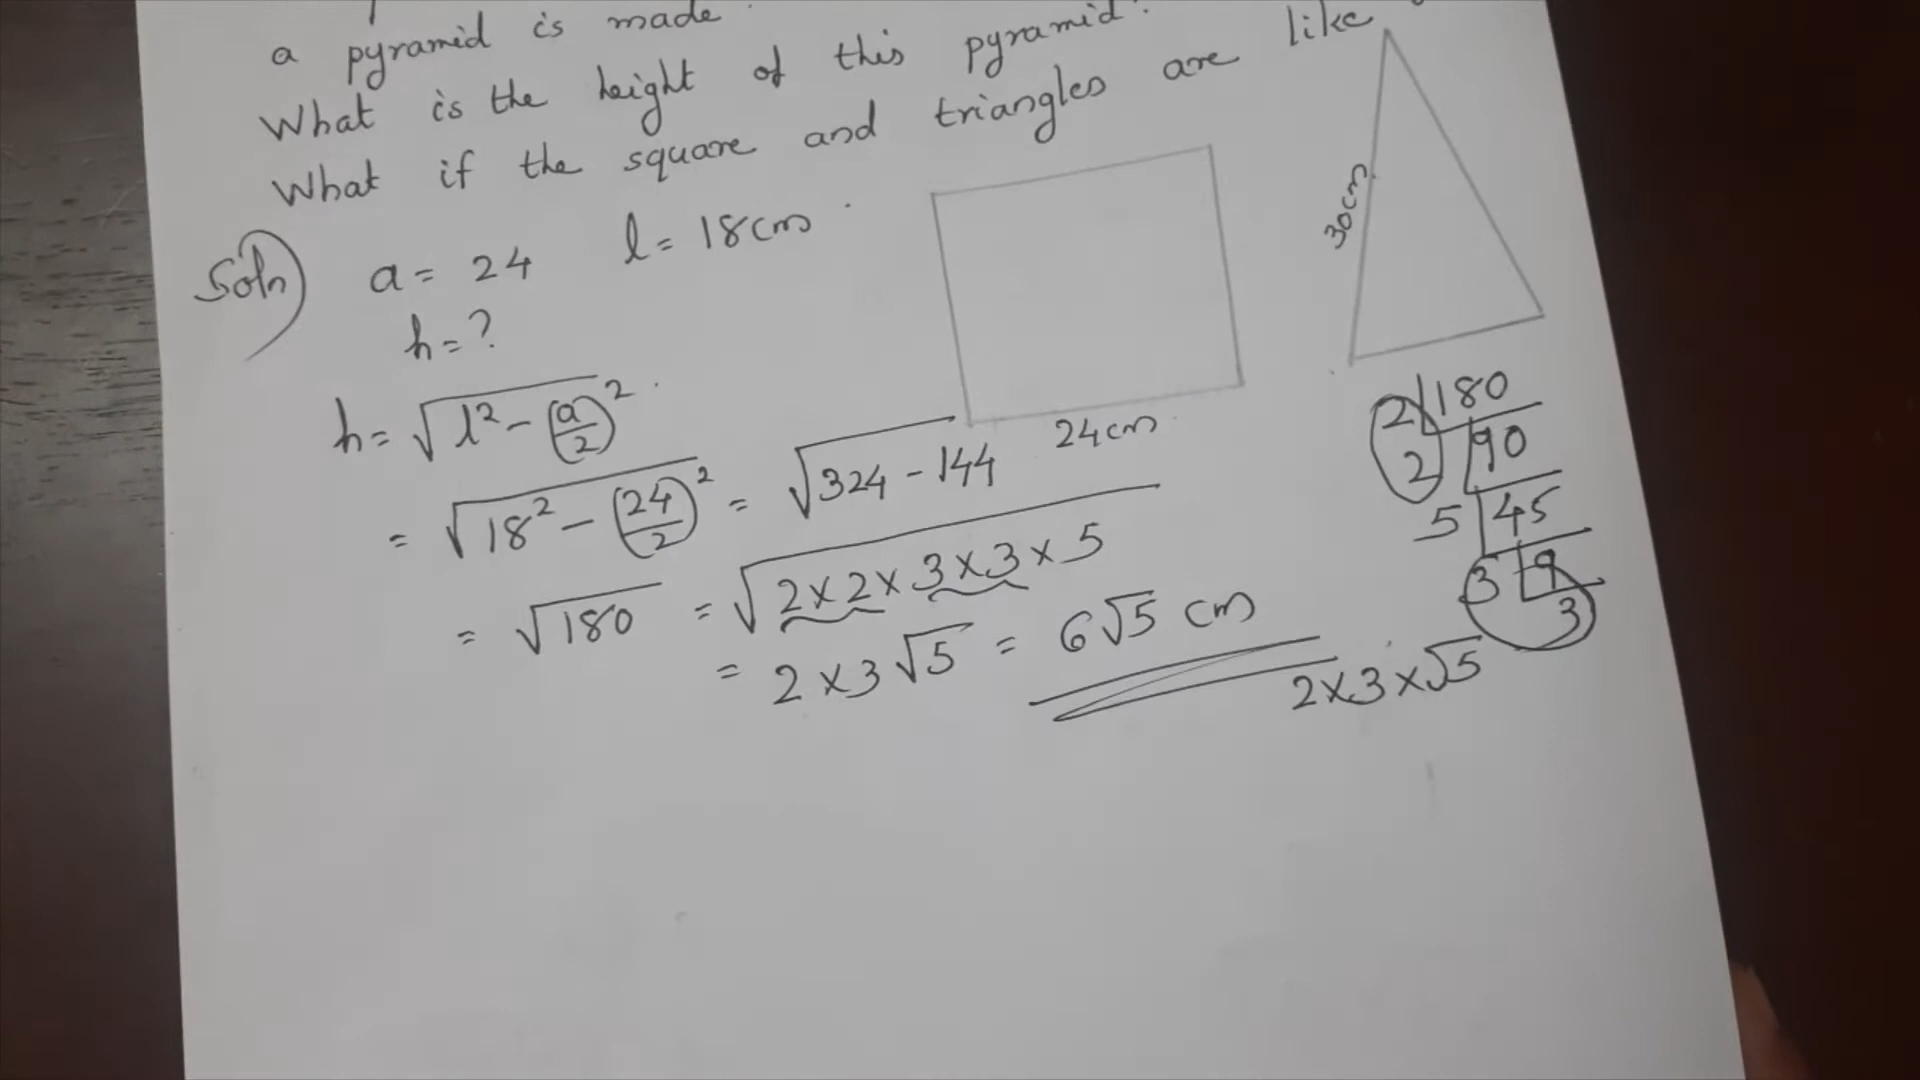 a pyramid is made.
What is the height of this pyramid.
What if the square and triangles are like
Soln) a = 24 l = 18cm
h = ?
h = √l² - (a/2)²
= √18² - (24/2)² = √324 - 144
= √180 = √2×2×3×3×5
= 2×3√5 = 6√5 cm
24cm
30cm
2 180
2 90
5 45
3 9
3
2×3×√5